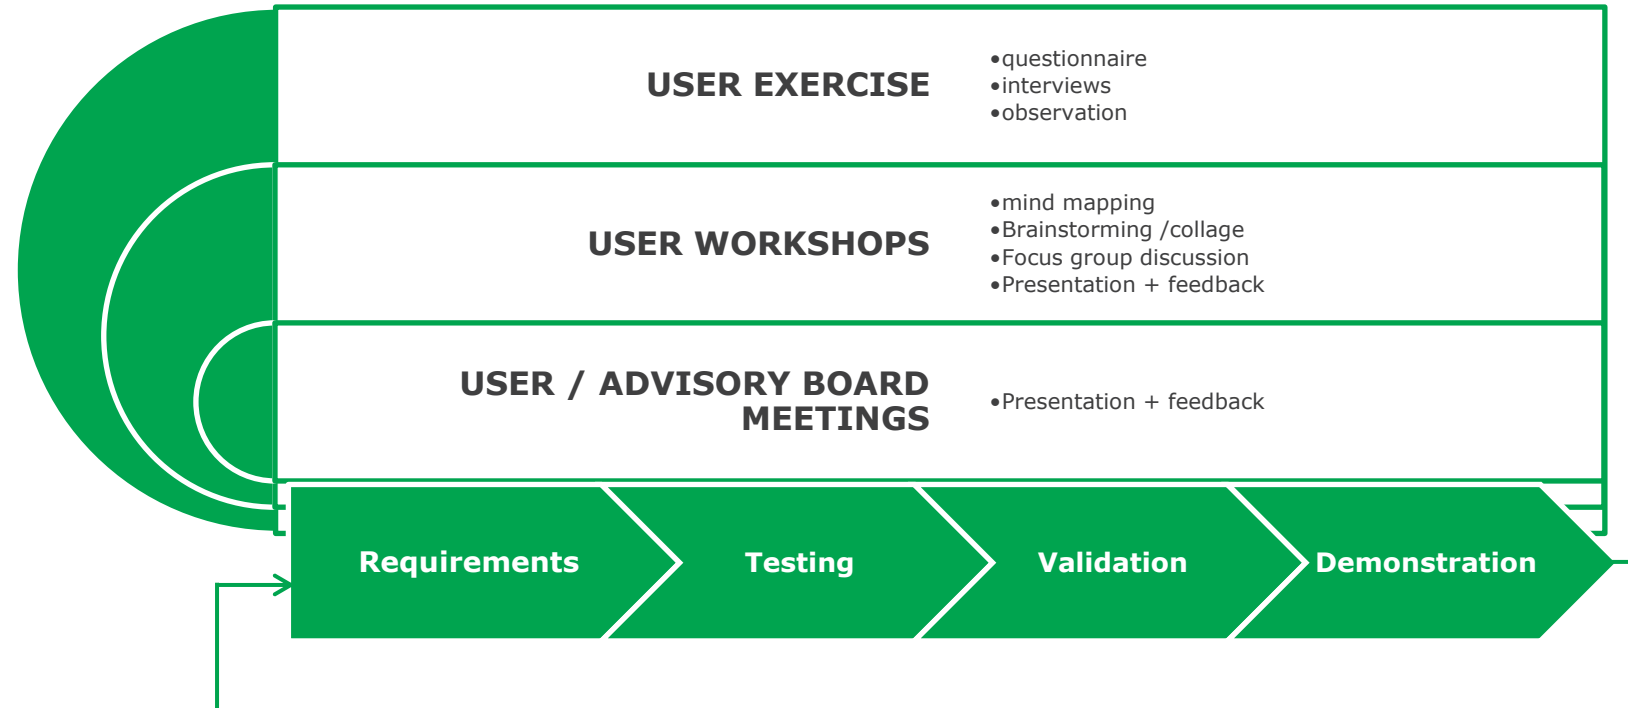 USER EXERCISE
•questionnaire
•interviews
•observation
USER WORKSHOPS
•mind mapping
•Brainstorming /collage
•Focus group discussion
•Presentation + feedback
USER / ADVISORY BOARD
MEETINGS
•Presentation + feedback
Requirements
Testing
Validation
Demonstration